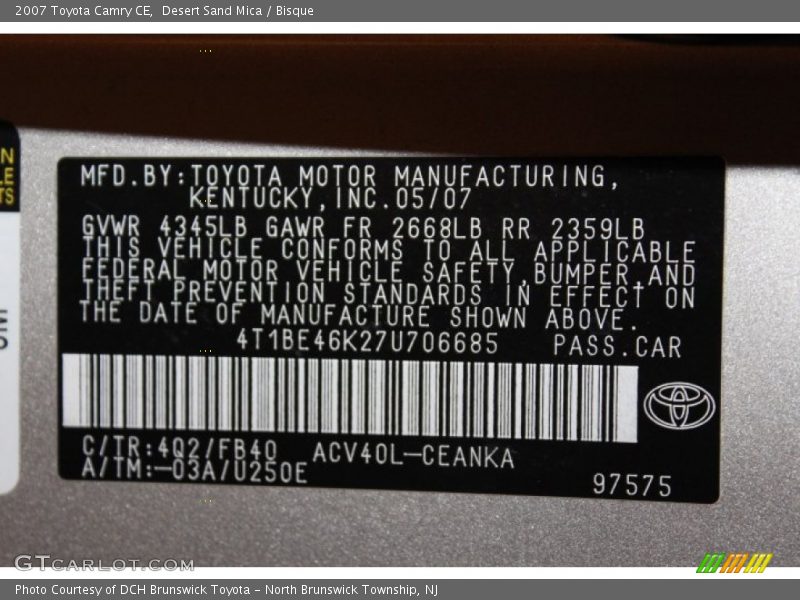 2007 Toyota Camry CE, Desert Sand Mica / Bisque
N
LE
TS
MFD.BY:TOYOTA MOTOR MANUFACTURING,
KENTUCKY,INC.05/07
GVWR 4345LB GAWR FR 2668LB RR 2359LB
THIS VEHICLE CONFORMS TO ALL APPLICABLE
FEDERAL MOTOR VEHICLE SAFETY,BUMPER,AND
THEFT PREVENTION STANDARDS IN EFFECT ON
THE DATE OF MANUFACTURE SHOWN ABOVE.
4T1BE46K27U706685 PASS.CAR
C/TR:4Q2/FB40 ACV40L-CEANKA
A/TM:-03A/U250E
97575
GTCARLOT.COM
Photo Courtesy of DCH Brunswick Toyota - North Brunswick Township, NJ